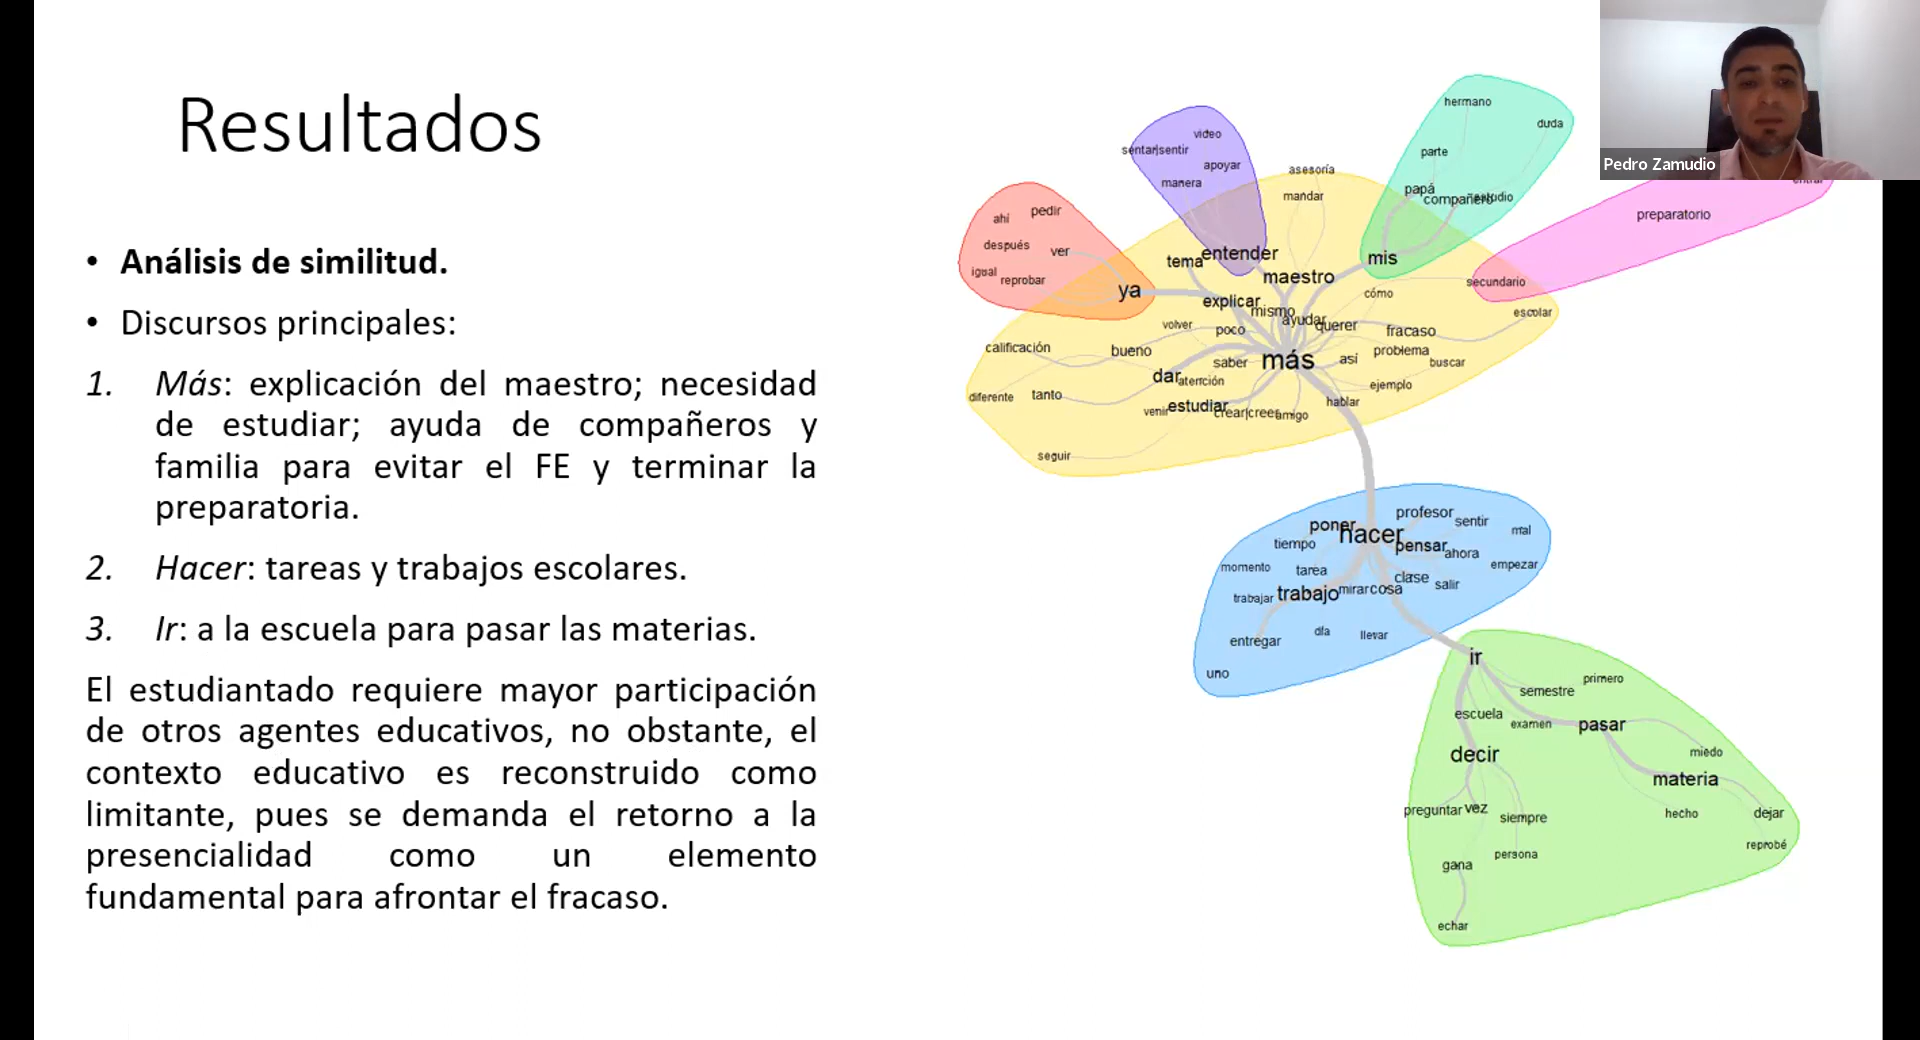 Resultados
• Análisis de similitud.
• Discursos principales:
1. Más: explicación del maestro; necesidad
de estudiar; ayuda de compañeros y
familia para evitar el FE y terminar la
preparatoria.
2. Hacer: tareas y trabajos escolares.
3. Ir: a la escuela para pasar las materias.
El estudiantado requiere mayor participación
de otros agentes educativos, no obstante, el
contexto educativo es reconstruido como
limitante, pues se demanda el retorno a la
presencialidad como un elemento
fundamental para afrontar el fracaso.
Pedro Zamudio
hermano
duda
parte
papá
compañero
mis
preparatorio
secundario
video
sentar|sentir
apoyar
manera
entender
ahí
pedir
después
ver
igual
reprobar
ya
asesoría
mandar
tema
maestro
explicar
mismo
cómo
ayudar
querer
volver
poco
fracaso
escolar
calificación
bueno
saber
más
así
problema
buscar
dar
atención
ejemplo
diferente
tanto
venir
estudiar
crear|creer
amigo
hablar
seguir
poner
hacer
profesor
sentir
mal
tiempo
pensar
ahora
momento
tarea
clase
empezar
trabajar
trabajo
mirar
cosa
salir
entregar
día
llevar
uno
ir
semestre
primero
escuela
examen
pasar
decir
miedo
materia
preguntar
vez
siempre
hecho
dejar
persona
reprobé
gana
echar